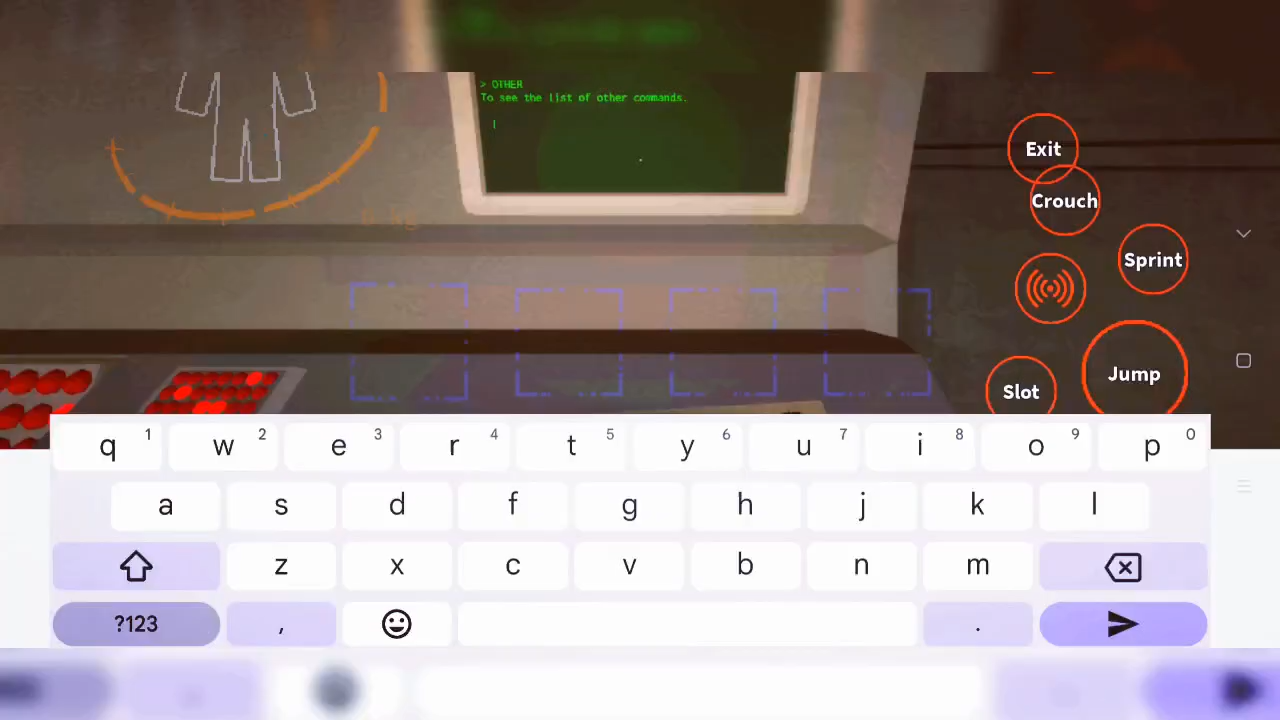 > OTHER
To see the list of other commands.
Exit
Crouch
Sprint
Slot
Jump
q 1 w 2 e 3 r 4 t 5 y 6 u 7 i 8 o 9 p 0
a s d f g h j k l
z x c v b n m
?123 , .